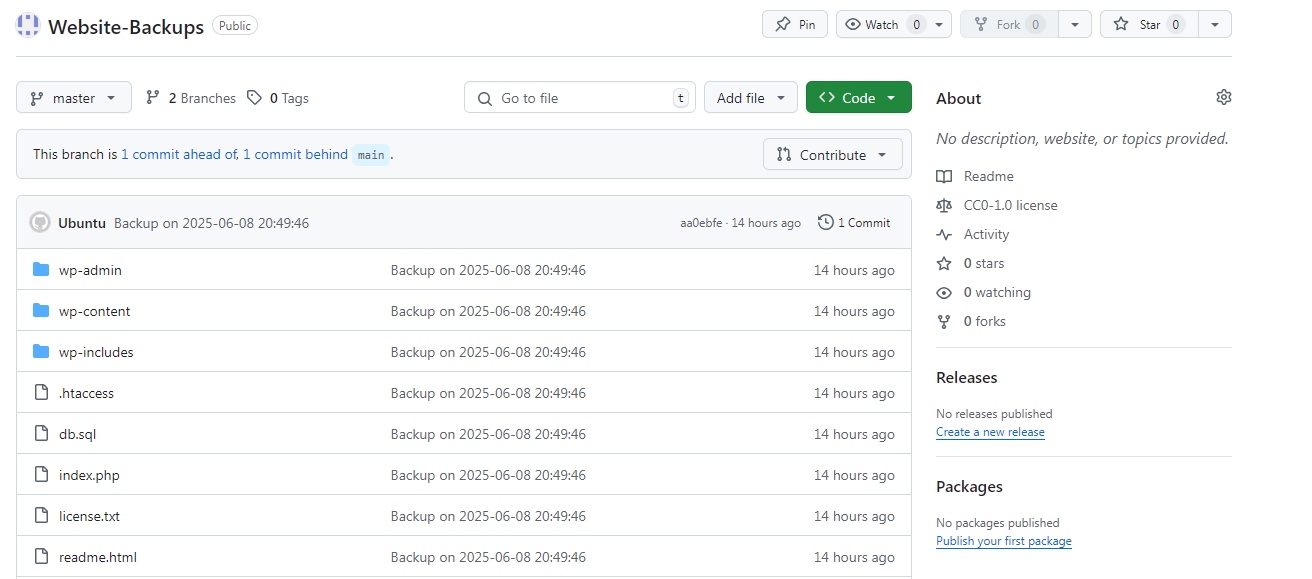 Website-Backups Public Pin Watch 0 Fork 0 Star 0
master 2 Branches 0 Tags Go to file t Add file Code
This branch is 1 commit ahead of, 1 commit behind main . Contribute
Ubuntu Backup on 2025-06-08 20:49:46 aa0ebfe · 14 hours ago 1 Commit
wp-admin Backup on 2025-06-08 20:49:46 14 hours ago
wp-content Backup on 2025-06-08 20:49:46 14 hours ago
wp-includes Backup on 2025-06-08 20:49:46 14 hours ago
.htaccess Backup on 2025-06-08 20:49:46 14 hours ago
db.sql Backup on 2025-06-08 20:49:46 14 hours ago
index.php Backup on 2025-06-08 20:49:46 14 hours ago
license.txt Backup on 2025-06-08 20:49:46 14 hours ago
readme.html Backup on 2025-06-08 20:49:46 14 hours ago
About
No description, website, or topics provided.
Readme
CC0-1.0 license
Activity
0 stars
0 watching
0 forks
Releases
No releases published
Create a new release
Packages
No packages published
Publish your first package